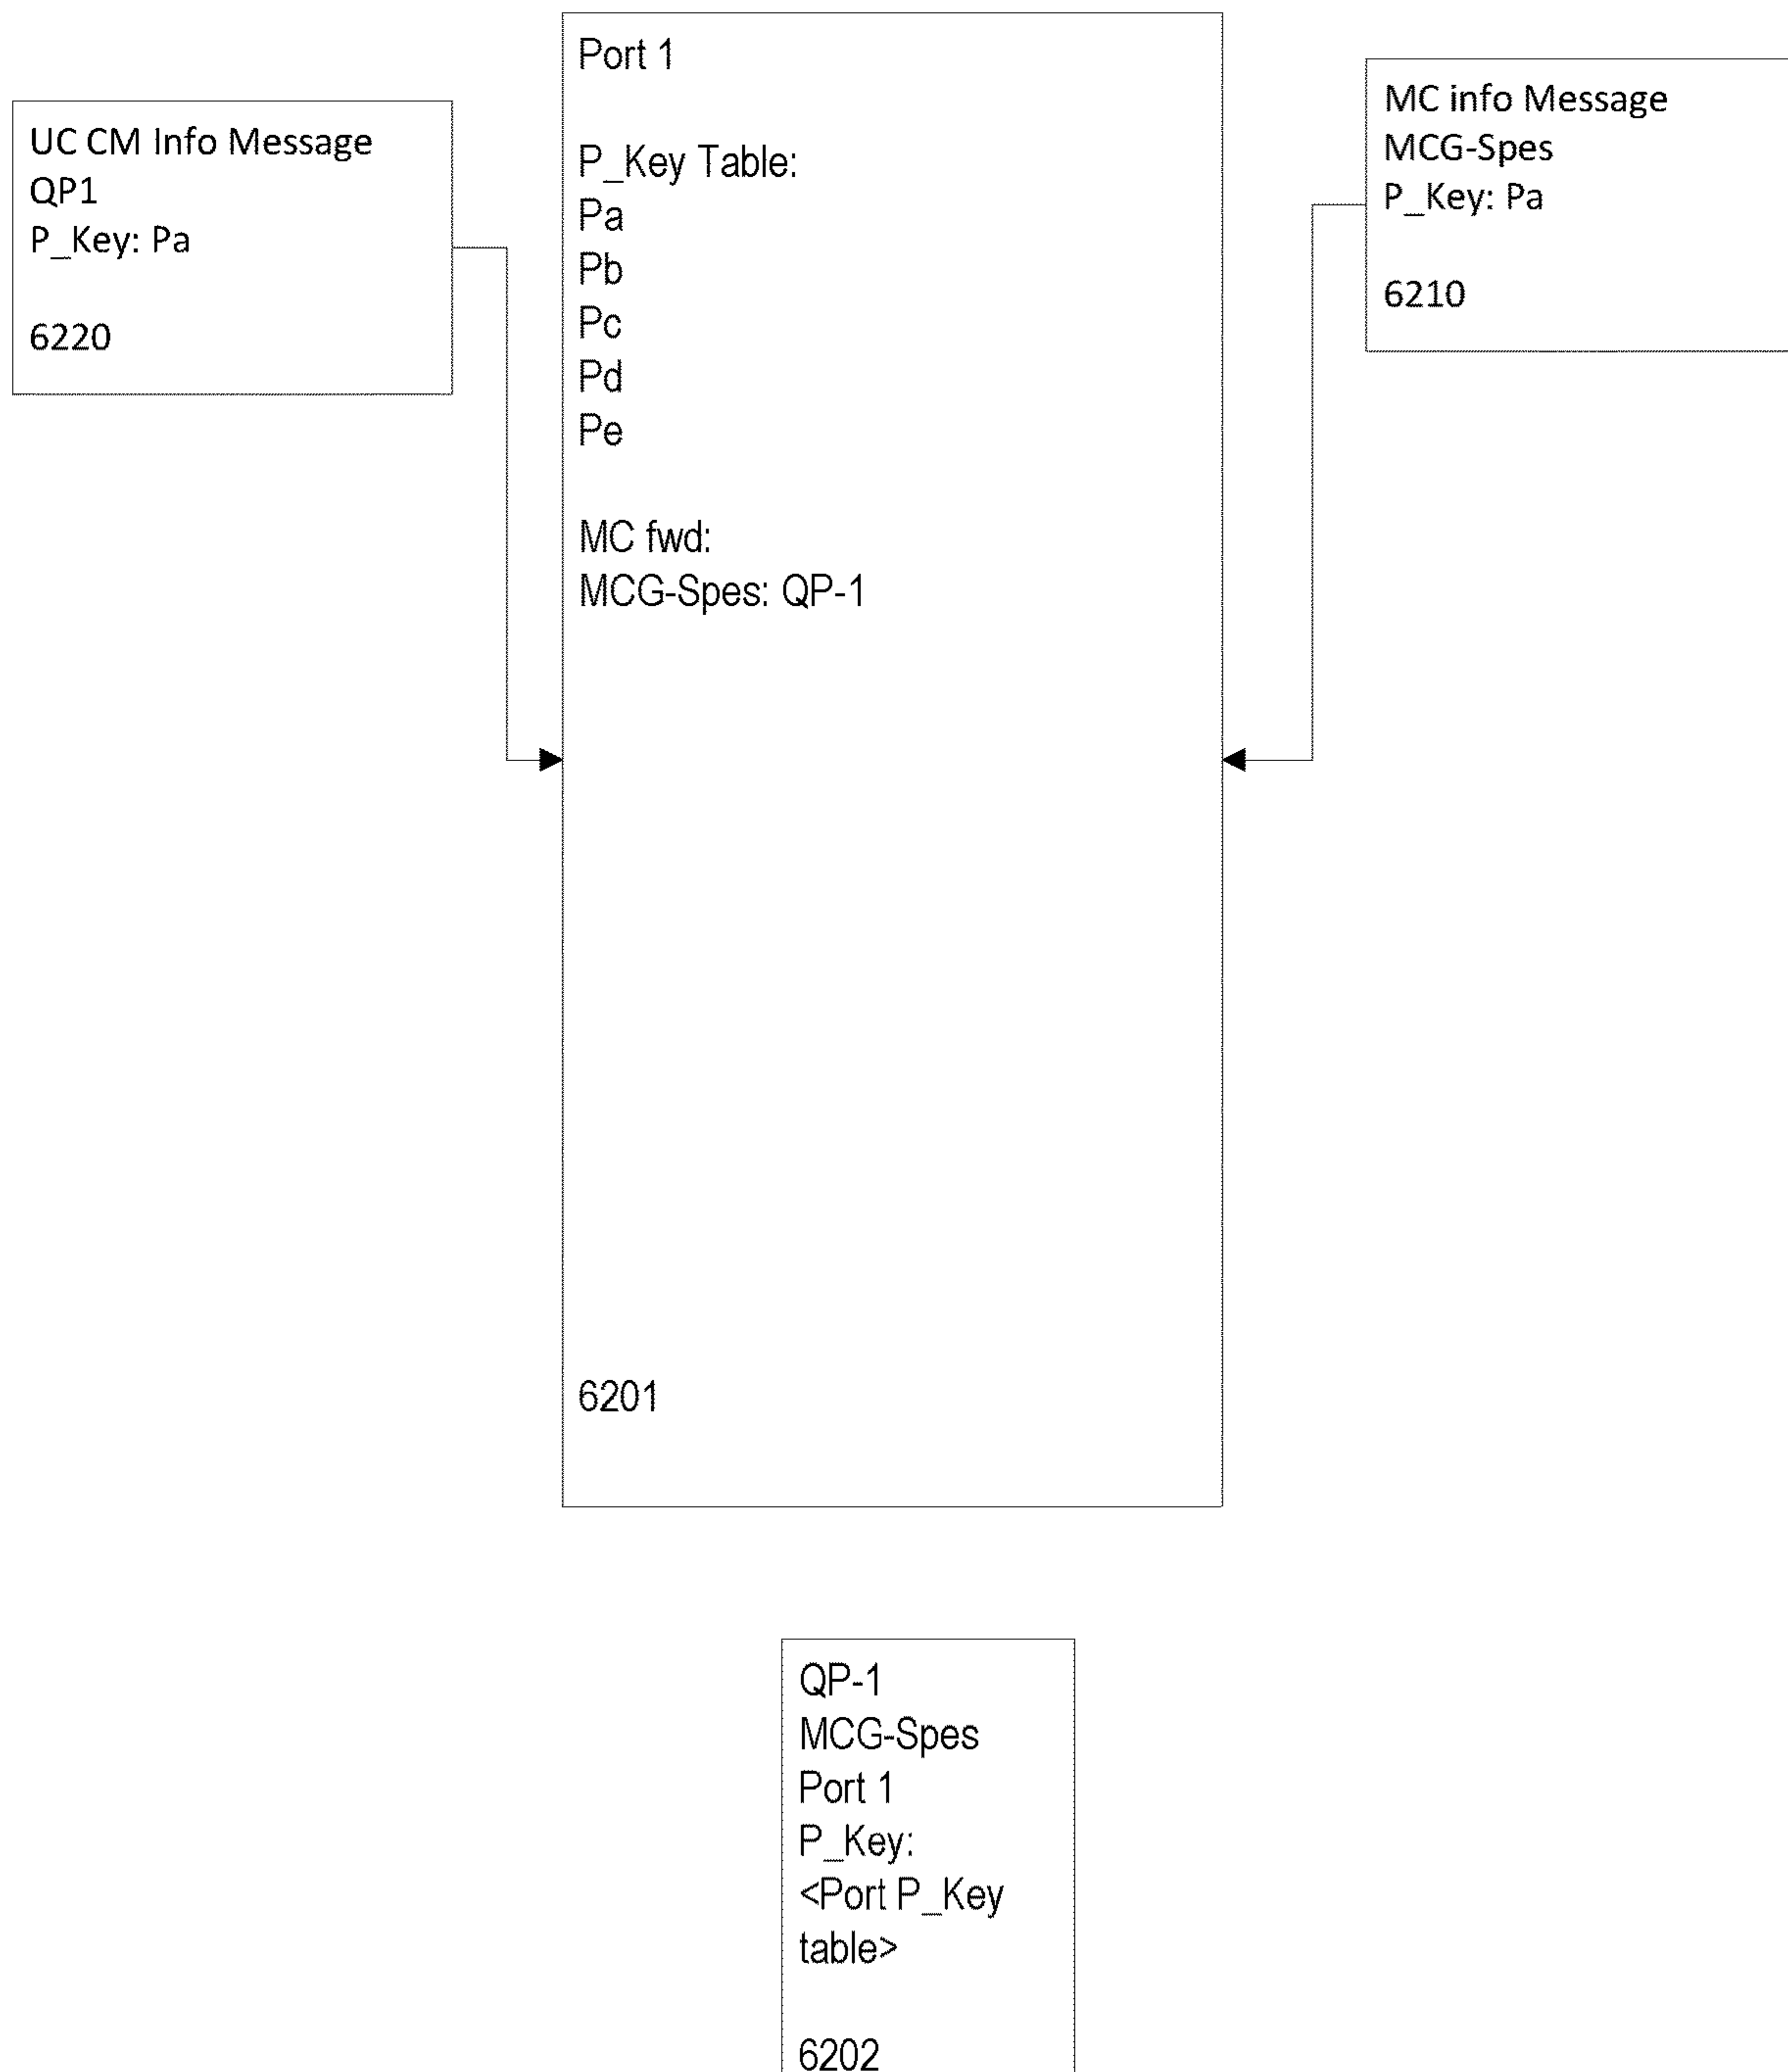 UC CM Info Message
QP1
P_Key: Pa
6220
Port 1
P_Key Table:
Pa
Pb
Pc
Pd
Pe
MC fwd:
MCG-Spes: QP-1
6201
MC info Message
MCG-Spes
P_Key: Pa
6210
QP-1
MCG-Spes
Port 1
P_Key:
<Port P_Key
table>
6202